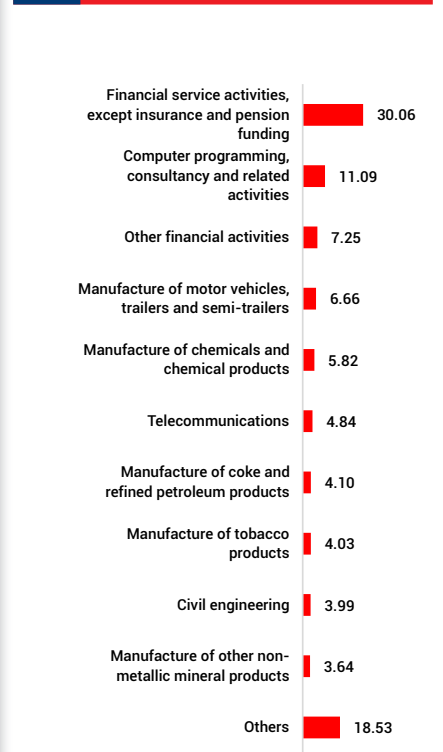 Financial service activities,
except insurance and pension
funding
30.06
Computer programming,
consultancy and related
activities
11.09
Other financial activities
7.25
Manufacture of motor vehicles,
trailers and semi-trailers
6.66
Manufacture of chemicals and
chemical products
5.82
Telecommunications
4.84
Manufacture of coke and
refined petroleum products
4.10
Manufacture of tobacco
products
4.03
Civil engineering
3.99
Manufacture of other non-
metallic mineral products
3.64
Others
18.53